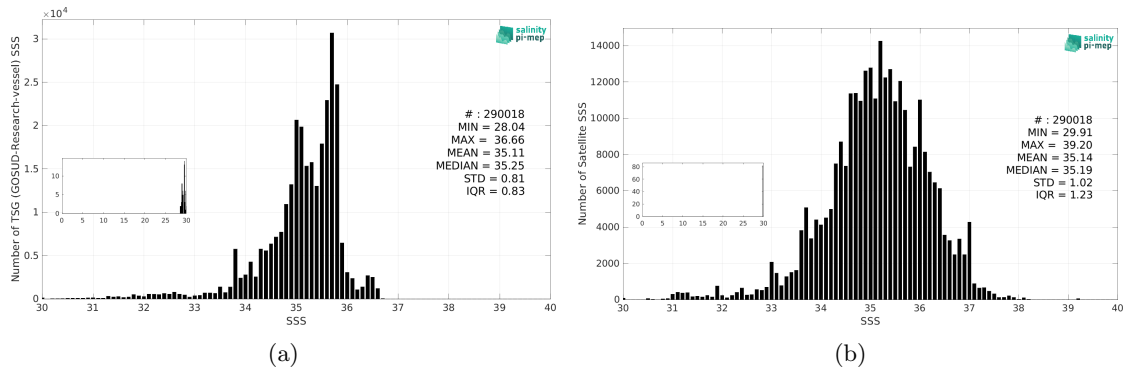 ×10⁴
3
2.5
2
1.5
1
0.5
0
Number of TSG (GOSUD-Research-vessel) SSS
salinity
pi-mep
# : 290018
MIN = 28.04
MAX = 36.66
MEAN = 35.11
MEDIAN = 35.25
STD = 0.81
IQR = 0.83
10
5
0
0 5 10 15 20 25 30
30 31 32 33 34 35 36 37 38 39 40
SSS
(a)
14000
12000
10000
8000
6000
4000
2000
0
Number of Satellite SSS
salinity
pi-mep
# : 290018
MIN = 29.91
MAX = 39.20
MEAN = 35.14
MEDIAN = 35.19
STD = 1.02
IQR = 1.23
80
60
40
20
0
0 5 10 15 20 25 30
30 31 32 33 34 35 36 37 38 39 40
SSS
(b)